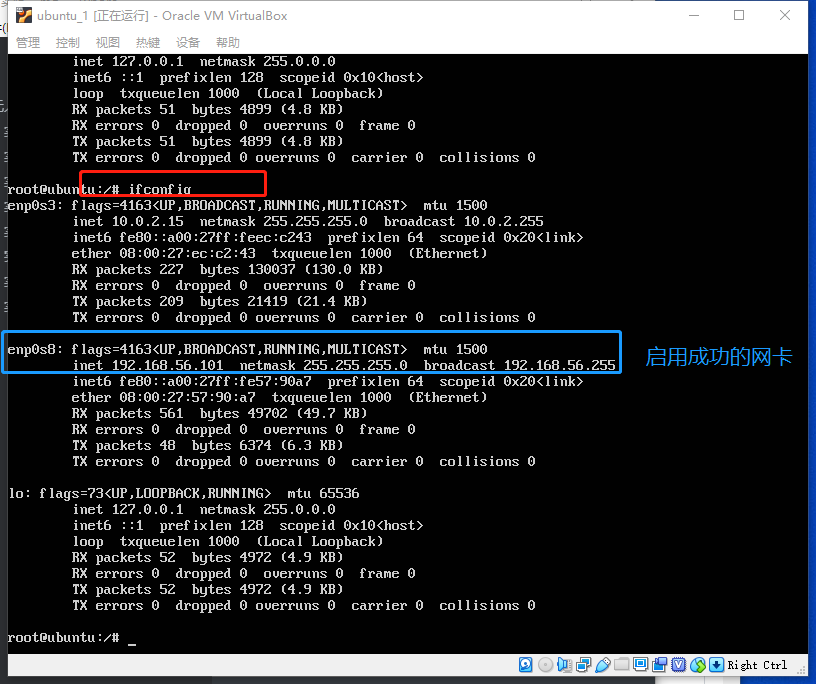 ubuntu_1 [正在运行] - Oracle VM VirtualBox
管理 控制 视图 热键 设备 帮助
inet 127.0.0.1 netmask 255.0.0.0
inet6 ::1 prefixlen 128 scopeid 0x10<host>
loop txqueuelen 1000 (Local Loopback)
RX packets 51 bytes 4899 (4.8 KB)
RX errors 0 dropped 0 overruns 0 frame 0
TX packets 51 bytes 4899 (4.8 KB)
TX errors 0 dropped 0 overruns 0 carrier 0 collisions 0
root@ubuntu:/# ifconfig
enp0s3: flags=4163<UP,BROADCAST,RUNNING,MULTICAST> mtu 1500
inet 10.0.2.15 netmask 255.255.255.0 broadcast 10.0.2.255
inet6 fe80::a00:27ff:feec:c243 prefixlen 64 scopeid 0x20<link>
ether 08:00:27:ec:c2:43 txqueuelen 1000 (Ethernet)
RX packets 227 bytes 130037 (130.0 KB)
RX errors 0 dropped 0 overruns 0 frame 0
TX packets 209 bytes 21419 (21.4 KB)
TX errors 0 dropped 0 overruns 0 carrier 0 collisions 0
enp0s8: flags=4163<UP,BROADCAST,RUNNING,MULTICAST> mtu 1500
inet 192.168.56.101 netmask 255.255.255.0 broadcast 192.168.56.255
启用成功的网卡
inet6 fe80::a00:27ff:fe57:90a7 prefixlen 64 scopeid 0x20<link>
ether 08:00:27:57:90:a7 txqueuelen 1000 (Ethernet)
RX packets 561 bytes 49702 (49.7 KB)
RX errors 0 dropped 0 overruns 0 frame 0
TX packets 48 bytes 6374 (6.3 KB)
TX errors 0 dropped 0 overruns 0 carrier 0 collisions 0
lo: flags=73<UP,LOOPBACK,RUNNING> mtu 65536
inet 127.0.0.1 netmask 255.0.0.0
inet6 ::1 prefixlen 128 scopeid 0x10<host>
loop txqueuelen 1000 (Local Loopback)
RX packets 52 bytes 4972 (4.9 KB)
RX errors 0 dropped 0 overruns 0 frame 0
TX packets 52 bytes 4972 (4.9 KB)
TX errors 0 dropped 0 overruns 0 carrier 0 collisions 0
root@ubuntu:/# _
Right Ctrl